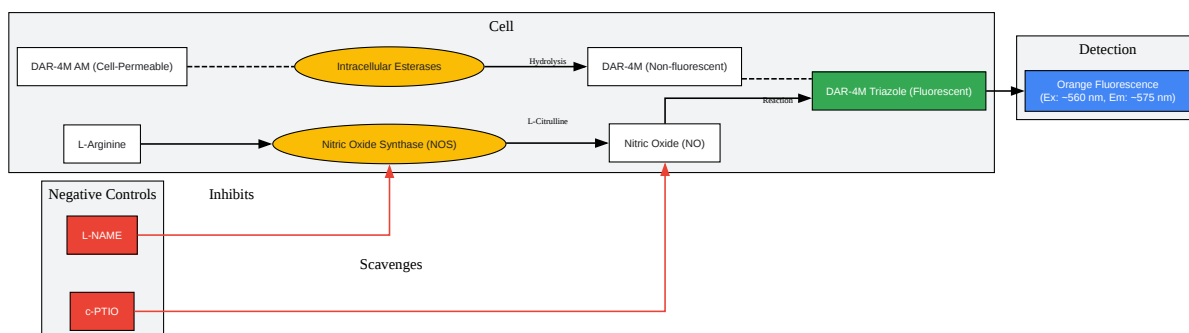 Cell
Detection
DAR-4M AM (Cell-Permeable)
Intracellular Esterases
Hydrolysis
DAR-4M (Non-fluorescent)
DAR-4M Triazole (Fluorescent)
Orange Fluorescence
(Ex: ~560 nm, Em: ~575 nm)
Reaction
L-Arginine
Nitric Oxide Synthase (NOS)
L-Citrulline
Nitric Oxide (NO)
Negative Controls
Inhibits
L-NAME
Scavenges
c-PTIO